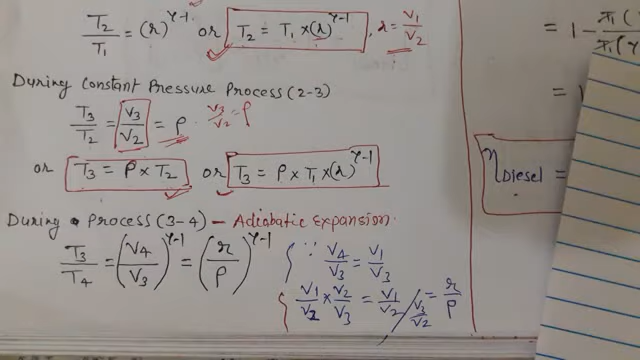 T₂/T₁ = (r)^γ-1 or T₂ = T₁ × (r)^γ-1, r = V₁/V₂
During Constant Pressure Process (2-3)
T₃/T₂ = V₃/V₂ = ρ. V₃/V₂ = ρ
or T₃ = ρ × T₂ or T₃ = ρ × T₁ × (r)^γ-1
During Process (3-4) - Adiabatic Expansion.
T₃/T₄ = (V₄/V₃)^γ-1 = (r/ρ)^γ-1 { ∵ V₄/V₃ = V₁/V₃
{ V₁/V₂ × V₂/V₃ = V₁/V₂ / V₃/V₂ = r/ρ
= 1 -
=
η Diesel =